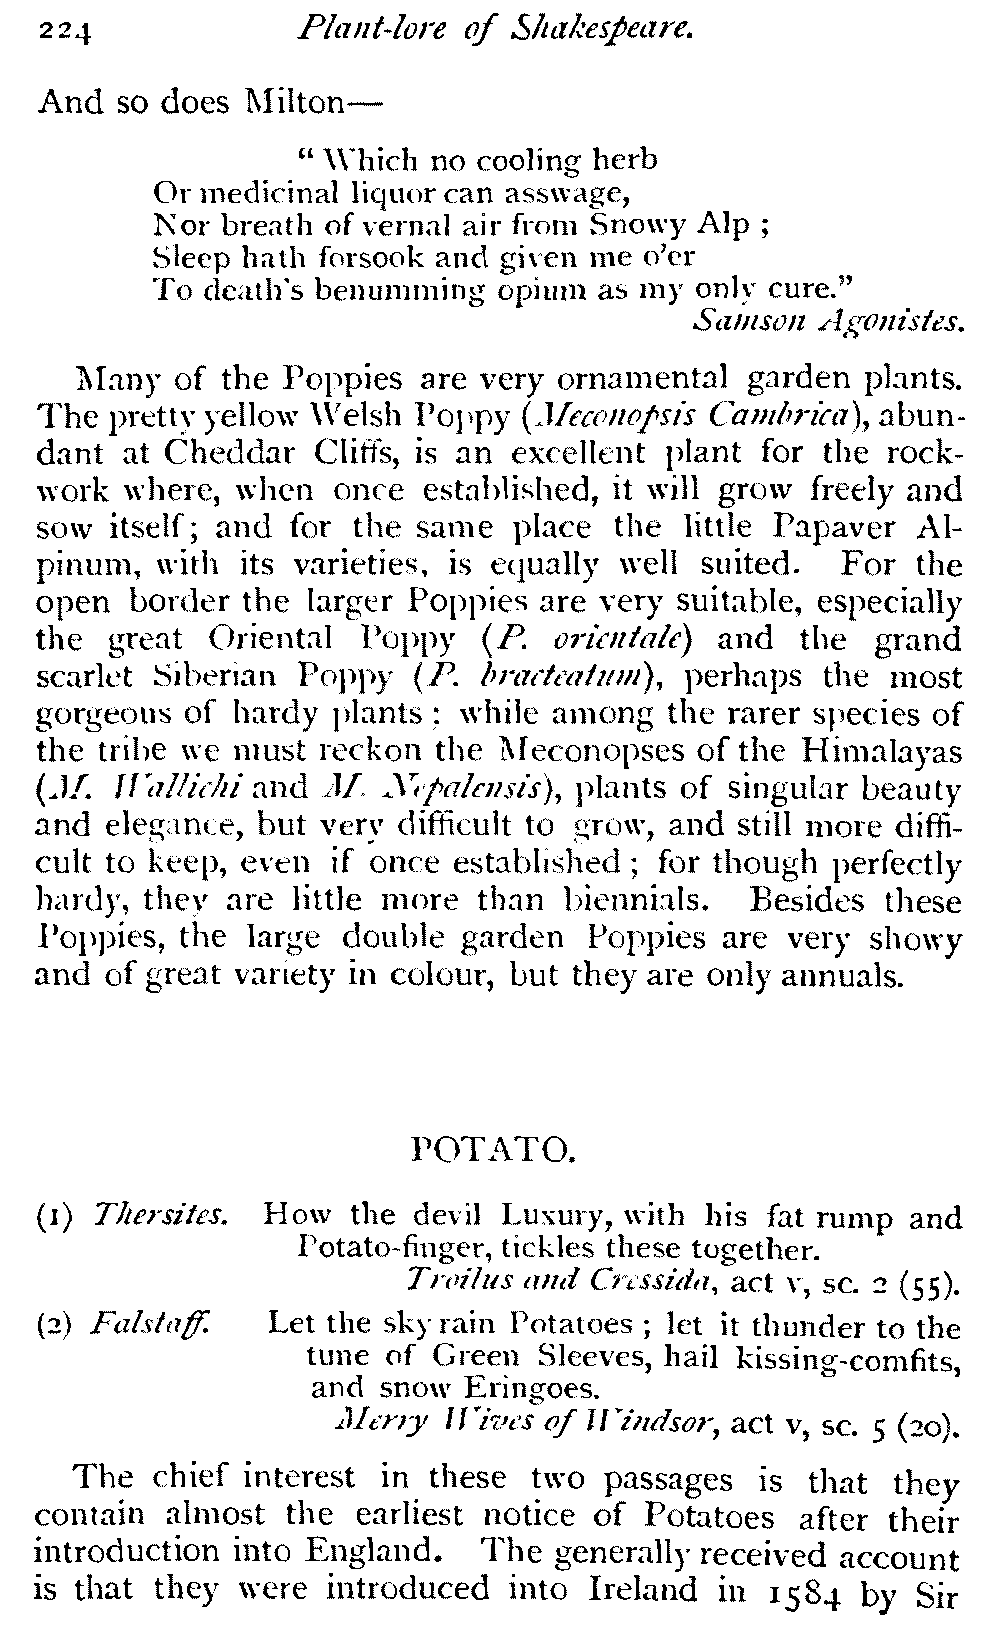 224 Plant-lore of Shakespeare.
And so does Milton—
“ Which no cooling herb
Or medicinal liquor can asswage,
Nor breath of vernal air from Snowy Alp ;
Sleep hath forsook and given me o’er
To death’s benumming opium as my only cure.”
Samson Agonistes.
Many of the Poppies are very ornamental garden plants.
The pretty yellow Welsh Poppy (Meconopsis Cambrica), abun-
dant at Cheddar Cliffs, is an excellent plant for the rock-
work where, when once established, it will grow freely and
sow itself; and for the same place the little Papaver Al-
pinum, with its varieties, is equally well suited. For the
open border the larger Poppies are very suitable, especially
the great Oriental Poppy (P. orientale) and the grand
scarlet Siberian Poppy (P. bracteatum), perhaps the most
gorgeous of hardy plants : while among the rarer species of
the tribe we must reckon the Meconopses of the Himalayas
(M. Wallichi and M. Nepalensis), plants of singular beauty
and elegance, but very difficult to grow, and still more diffi-
cult to keep, even if once established ; for though perfectly
hardy, they are little more than biennials. Besides these
Poppies, the large double garden Poppies are very showy
and of great variety in colour, but they are only annuals.
POTATO.
(1) Thersites. How the devil Luxury, with his fat rump and
Potato-finger, tickles these together.
Troilus and Cressida, act v, sc. 2 (55).
(2) Falstaff. Let the sky rain Potatoes ; let it thunder to the
tune of Green Sleeves, hail kissing-comfits,
and snow Eringoes.
Merry Wives of Windsor, act v, sc. 5 (20).
The chief interest in these two passages is that they
contain almost the earliest notice of Potatoes after their
introduction into England. The generally received account
is that they were introduced into Ireland in 1584 by Sir